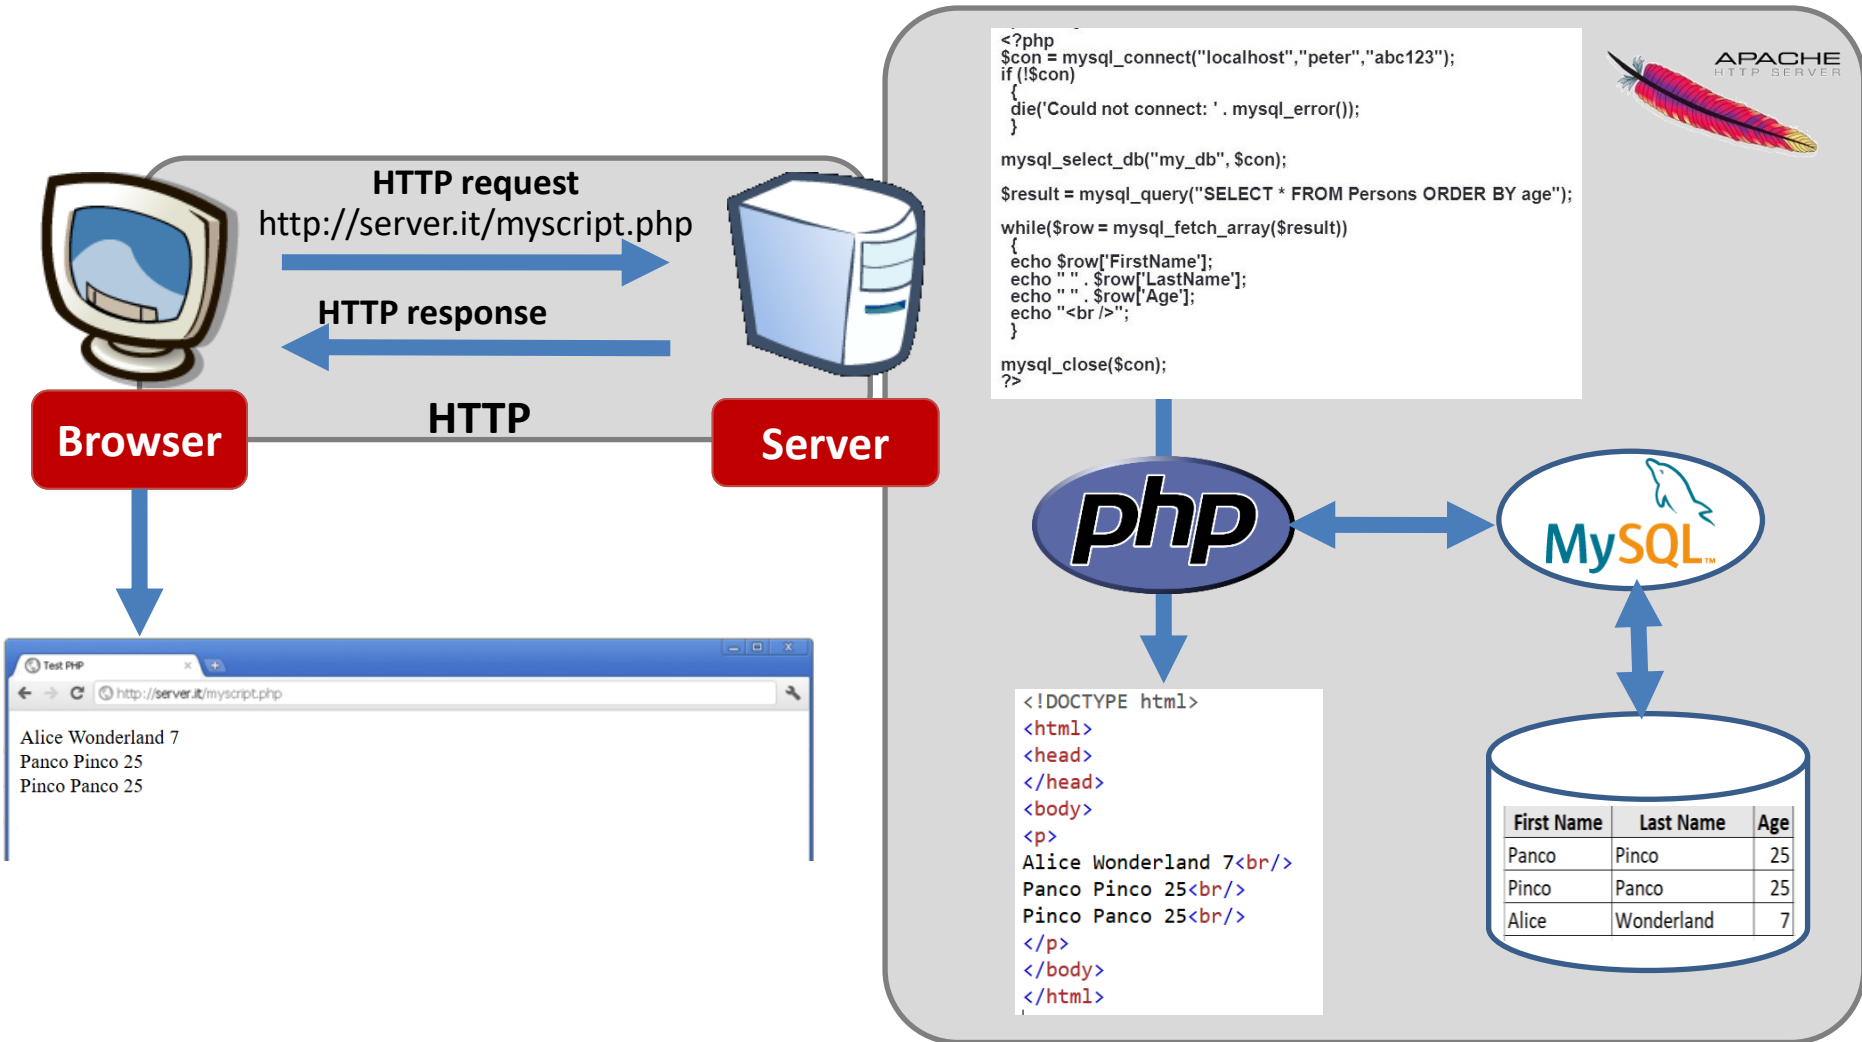 HTTP request
http://server.it/myscript.php
HTTP response
HTTP
Browser
Server
Test PHP
http://server.it/myscript.php
Alice Wonderland 7
Panco Pinco 25
Pinco Panco 25
<?php
$con = mysql_connect("localhost","peter","abc123");
if (!$con)
{
die('Could not connect: ' . mysql_error());
}
mysql_select_db("my_db", $con);
$result = mysql_query("SELECT * FROM Persons ORDER BY age");
while($row = mysql_fetch_array($result))
{
echo $row['FirstName'];
echo " " . $row['LastName'];
echo " " . $row['Age'];
echo "<br />";
}
mysql_close($con);
?>
APACHE
HTTP SERVER
php
MySQL™
<!DOCTYPE html>
<html>
<head>
</head>
<body>
<p>
Alice Wonderland 7<br/>
Panco Pinco 25<br/>
Pinco Panco 25<br/>
</p>
</body>
</html>
First Name Last Name Age
Panco Pinco 25
Pinco Panco 25
Alice Wonderland 7